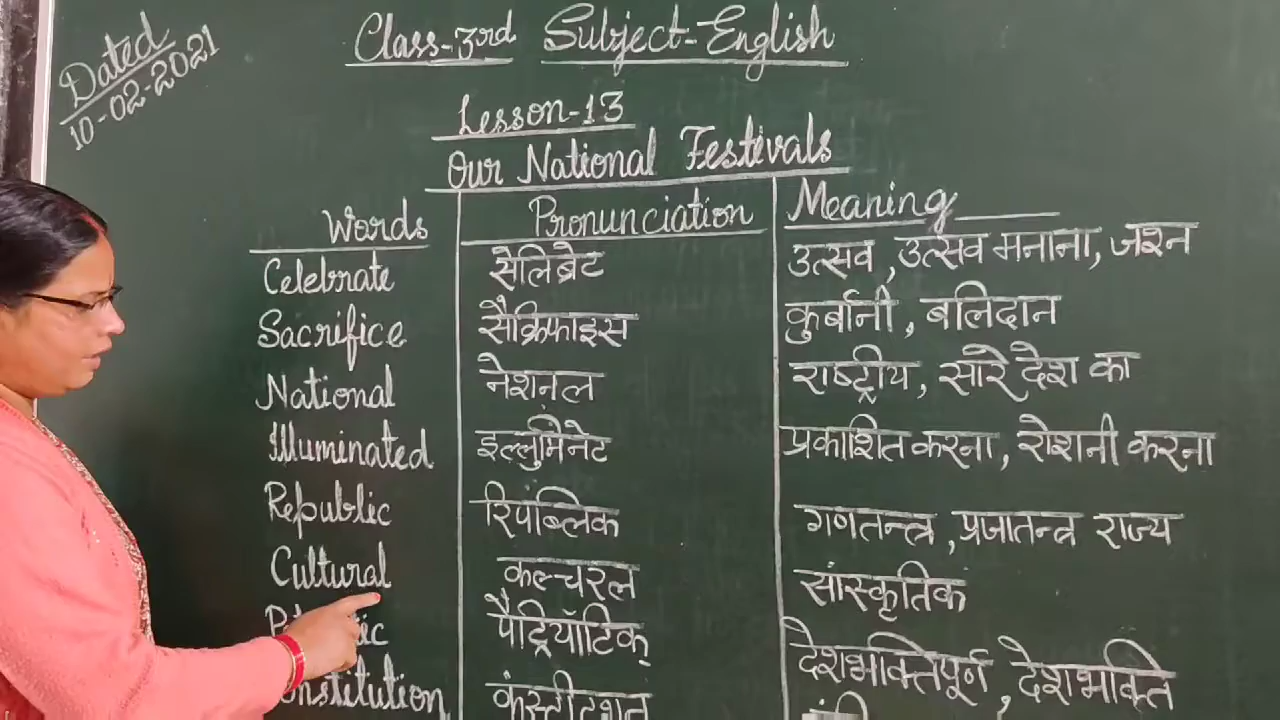 Dated
10-02-2021
Class-3rd Subject-English
Lesson-13
Our National Festivals
Words Pronunciation Meaning
Celebrate सेलिब्रेट उत्सव, उत्सव मनाना, जश्न
Sacrifice सैक्रिफाइस कुर्बानी, बलिदान
National नेशनल राष्ट्रीय, सारे देश का
Illuminated इल्लुमिनेट प्रकाशित करना, रोशनी करना
Republic रिपब्लिक गणतन्त्र, प्रजातन्त्र राज्य
Cultural कल्चरल सांस्कृतिक
पैट्रियॉटिक् देशभक्तिपूर्ण, देशभक्ति
onstitution कंस्टीटूशन